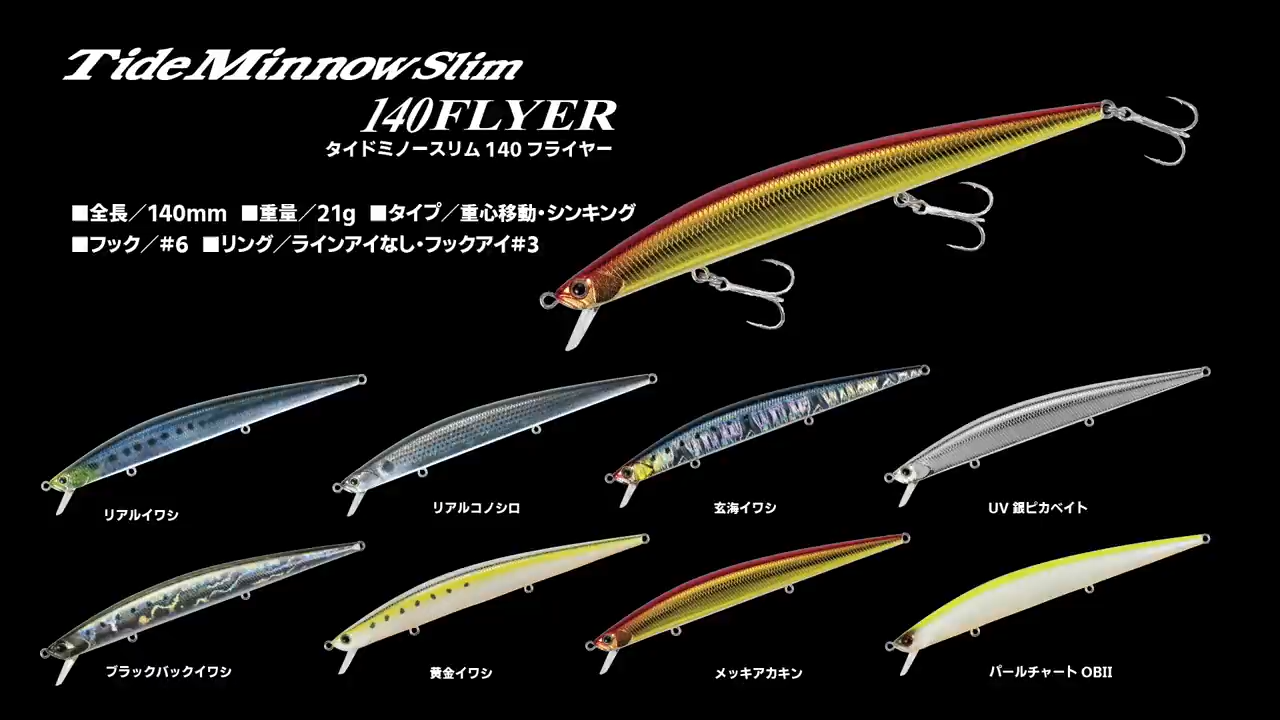 Tide Minnow Slim
140 FLYER
タイドミノースリム 140 フライヤー
■全長／140mm ■重量／21g ■タイプ／重心移動・シンキング
■フック／#6 ■リング／ラインアイなし・フックアイ#3
リアルイワシ
リアルコノシロ
玄海イワシ
UV 銀ピカベイト
ブラックバックイワシ
黄金イワシ
メッキアカキン
パールチャート OBII